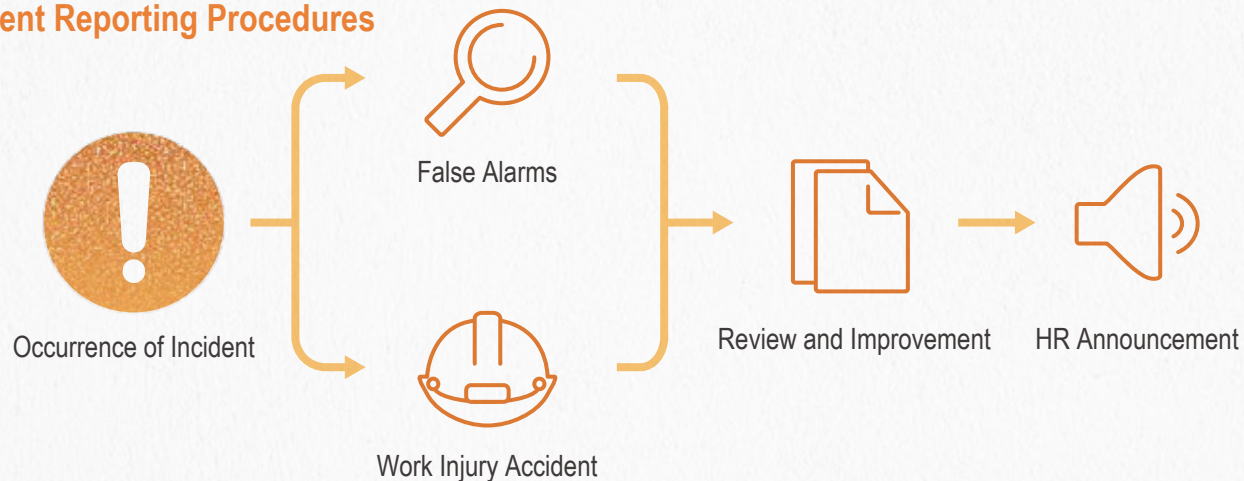 ent Reporting Procedures
False Alarms
Occurrence of Incident
Review and Improvement
HR Announcement
Work Injury Accident